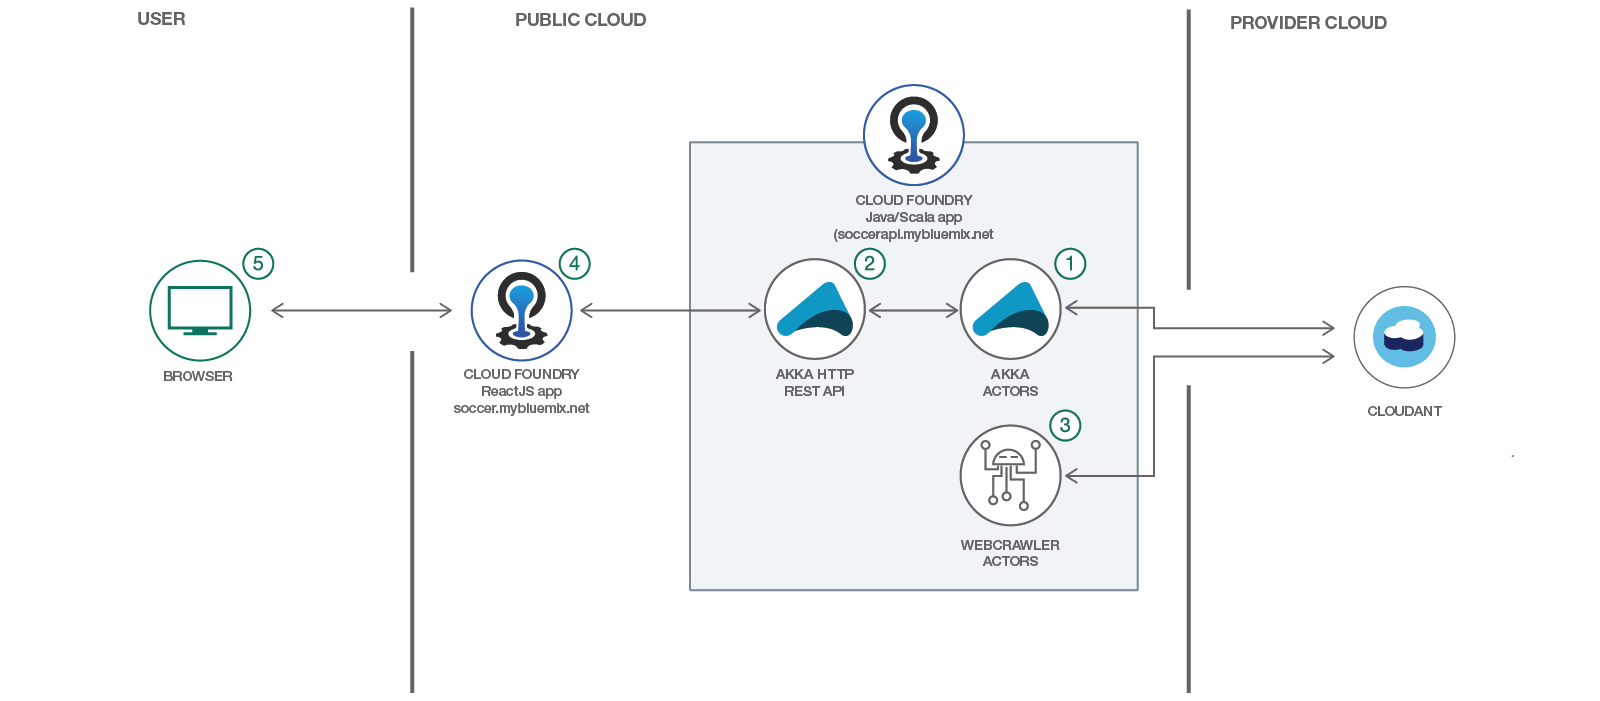 USER
PUBLIC CLOUD
PROVIDER CLOUD
CLOUD FOUNDRY
Java/Scala app
(soccerapi.mybluemix.net
5
4
2
1
BROWSER
CLOUD FOUNDRY
ReactJS app
soccer.mybluemix.net
AKKA HTTP
REST API
AKKA
ACTORS
CLOUDANT
3
WEBCRAWLER
ACTORS